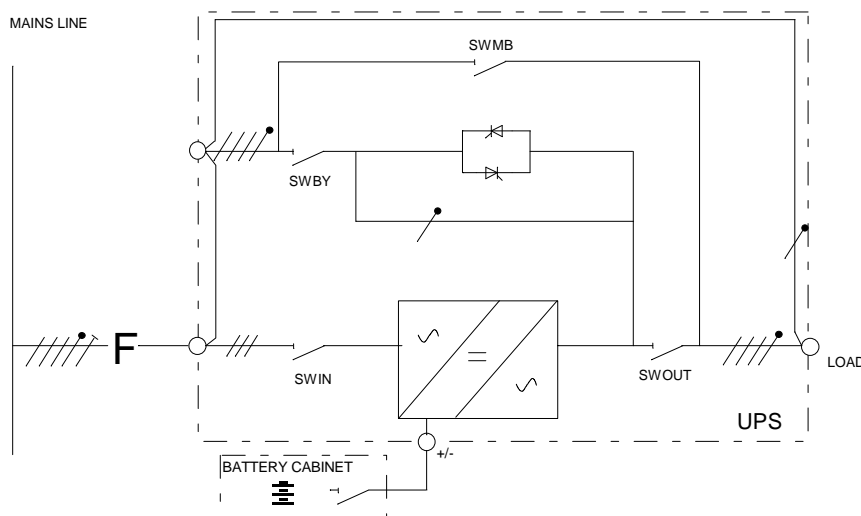 MAINS LINE
SWMB
SWBY
F
SWIN
SWOUT
LOAD
UPS
+/-
BATTERY CABINET